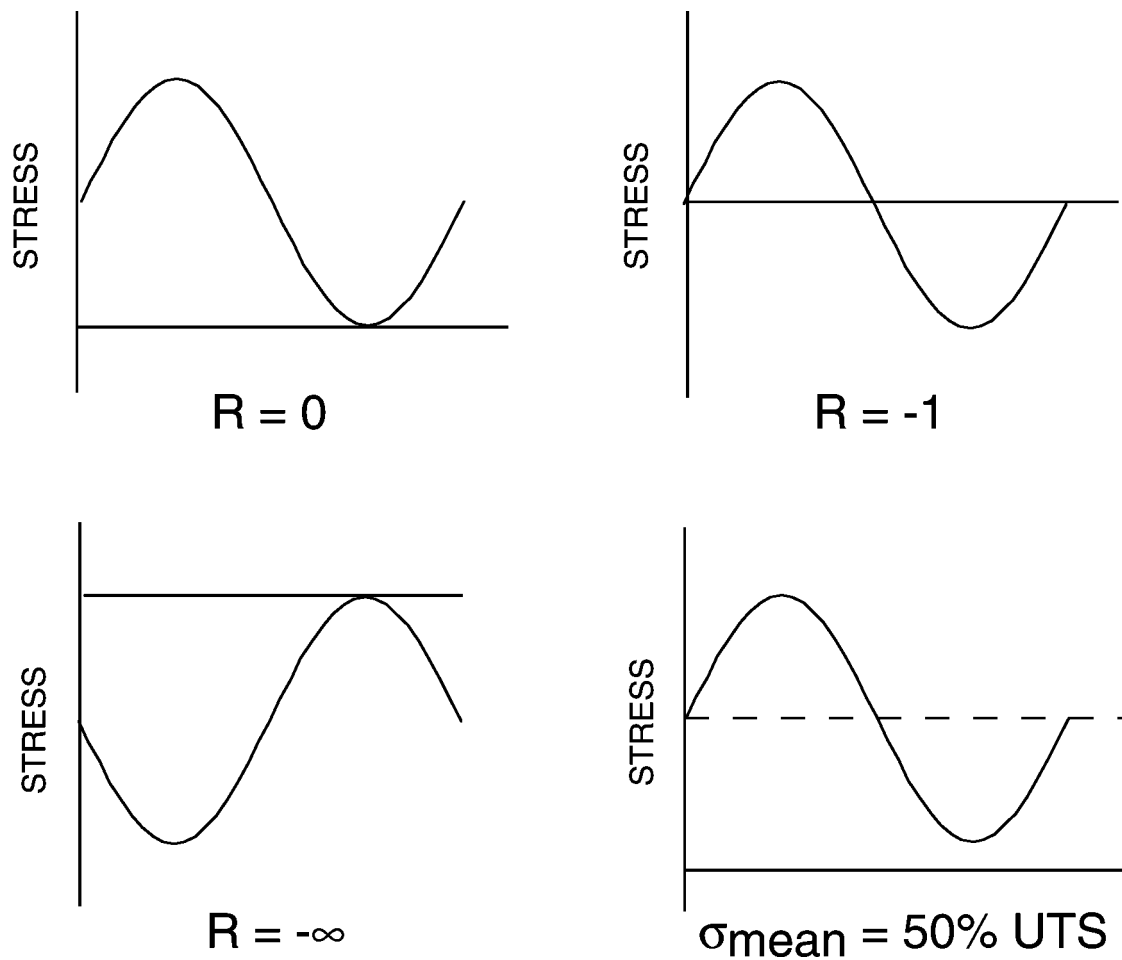 STRESS
R = 0
STRESS
R = -1
STRESS
R = -∞
STRESS
σmean = 50% UTS